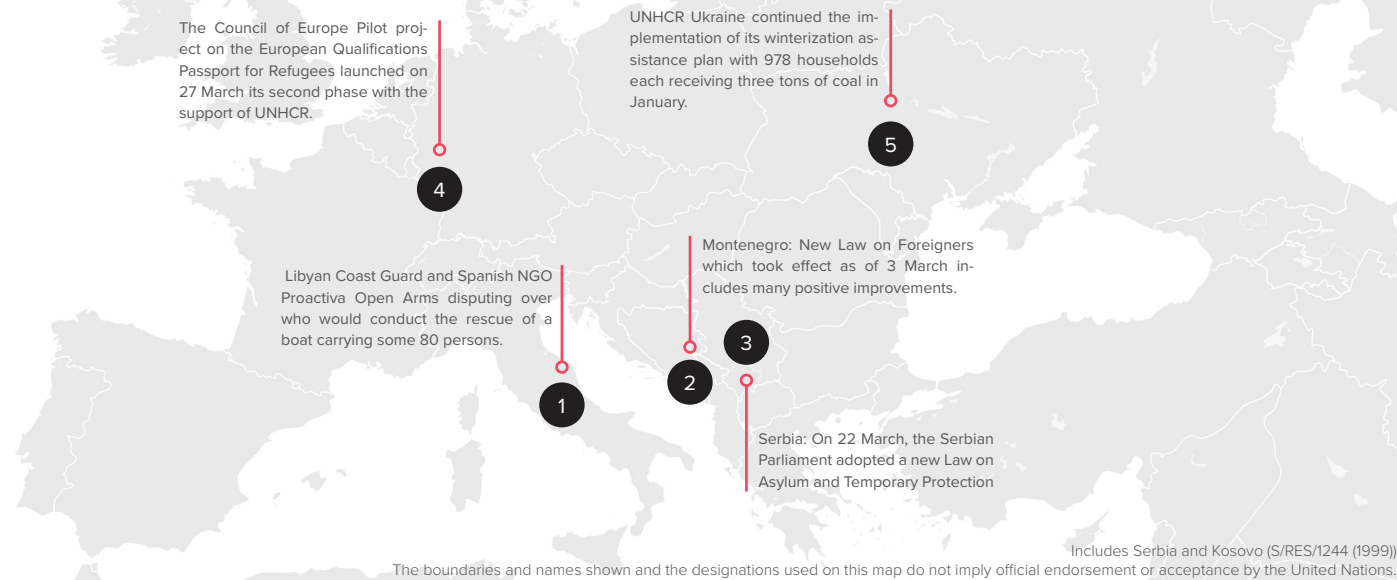 The Council of Europe Pilot proj-
ect on the European Qualifications
Passport for Refugees launched on
27 March its second phase with the
support of UNHCR.
4
UNHCR Ukraine continued the im-
plementation of its winterization as-
sistance plan with 978 households
each receiving three tons of coal in
January.
5
Libyan Coast Guard and Spanish NGO
Proactiva Open Arms disputing over
who would conduct the rescue of a
boat carrying some 80 persons.
1
Montenegro: New Law on Foreigners
which took effect as of 3 March in-
cludes many positive improvements.
2
3
Serbia: On 22 March, the Serbian
Parliament adopted a new Law on
Asylum and Temporary Protection
Includes Serbia and Kosovo (S/RES/1244 (1999))
The boundaries and names shown and the designations used on this map do not imply official endorsement or acceptance by the United Nations.